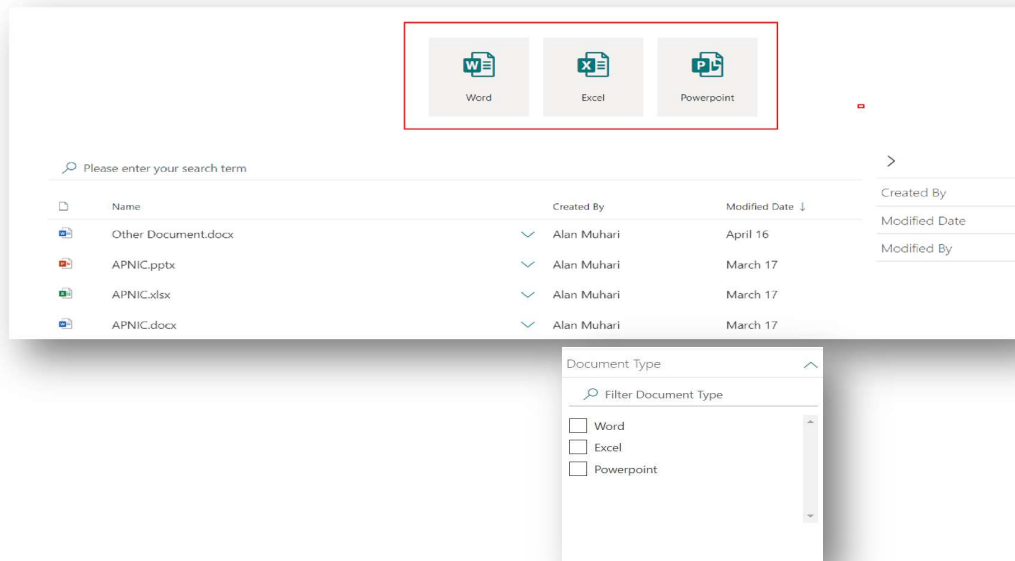 Word Excel Powerpoint
Please enter your search term
Name Created By Modified Date ↓
Other Document.docx Alan Muhari April 16
APNIC.pptx Alan Muhari March 17
APNIC.xlsx Alan Muhari March 17
APNIC.docx Alan Muhari March 17
Created By
Modified Date
Modified By
Document Type
Filter Document Type
Word
Excel
Powerpoint